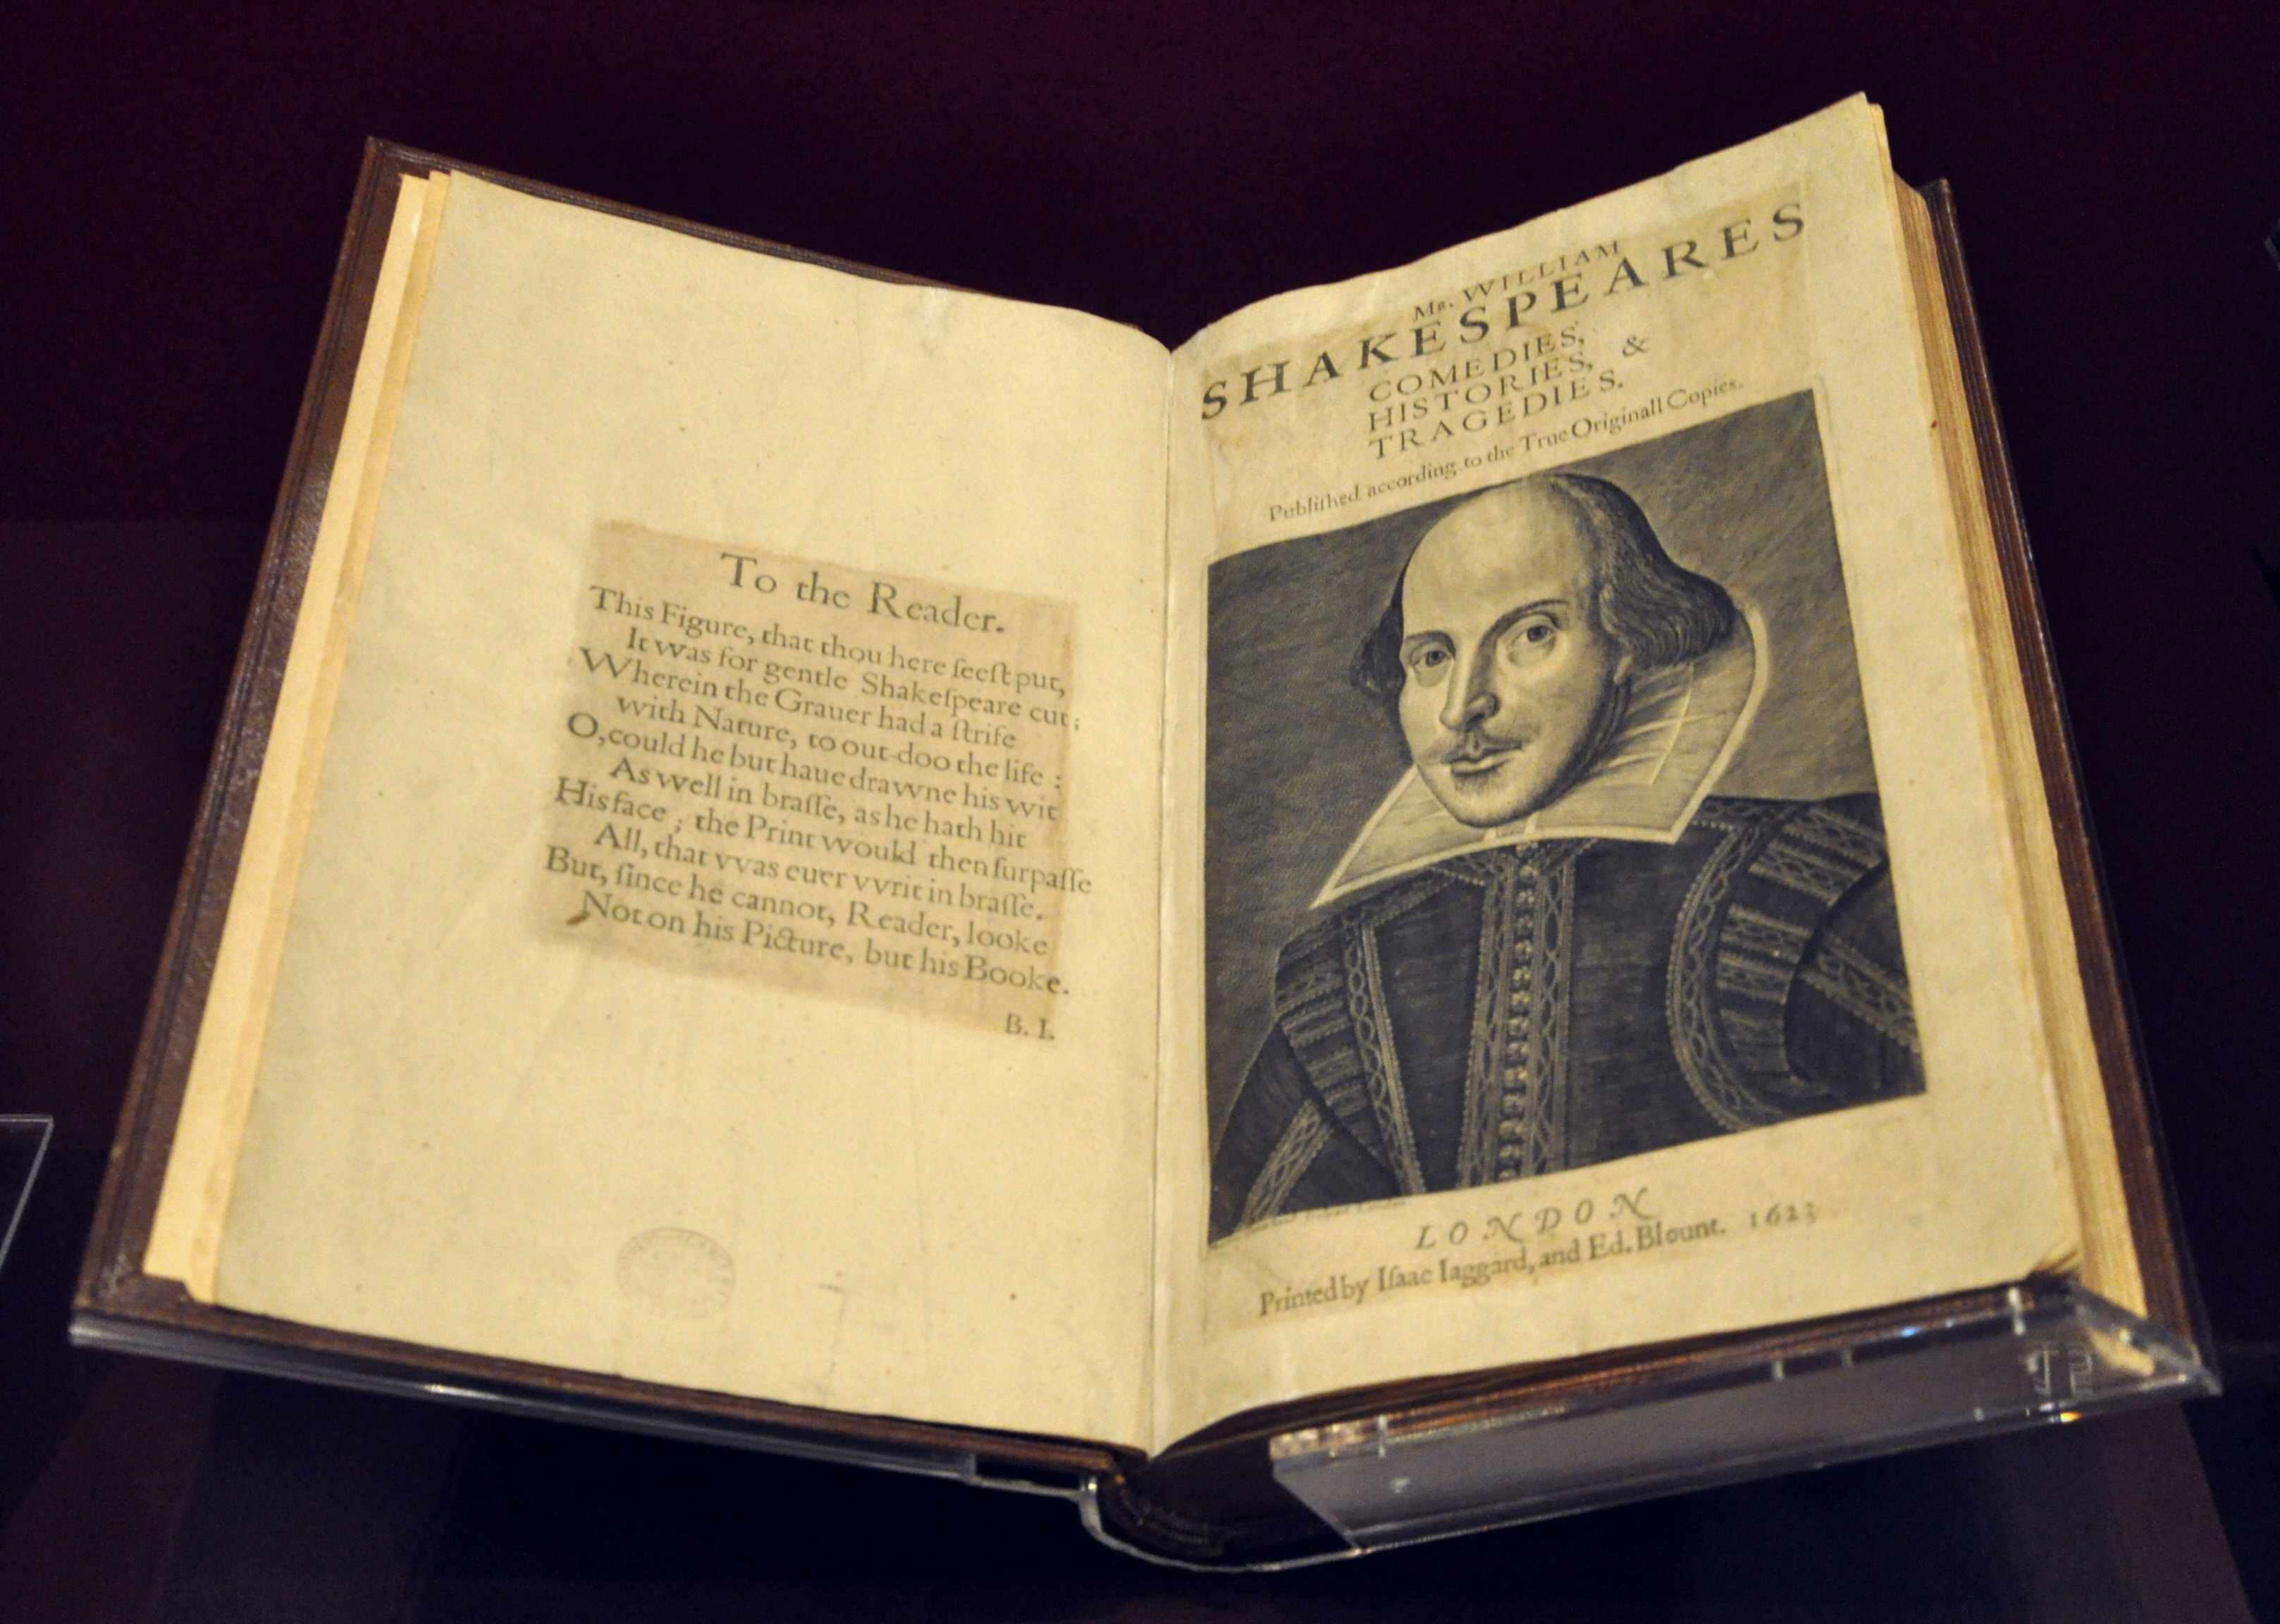 To the Reader.
This Figure, that thou here ſeeſt put,
It was for gentle Shakeſpeare cut;
Wherein the Grauer had a ſtrife
with Nature, to out-doo the life :
O, could he but haue dravvne his vvit
As well in braſſe, as he hath hit
His face ; the Print vvould then ſurpaſſe
All, that vvas euer vvrit in braſſe.
But, ſince he cannot, Reader, looke
Not on his Picture, but his Booke.
B. I.
Mr. WILLIAM
SHAKESPEARES
COMEDIES,
HISTORIES, &
TRAGEDIES.
Publiſhed according to the True Originall Copies.
LONDON
Printed by Iſaac Iaggard, and Ed. Blount. 1623